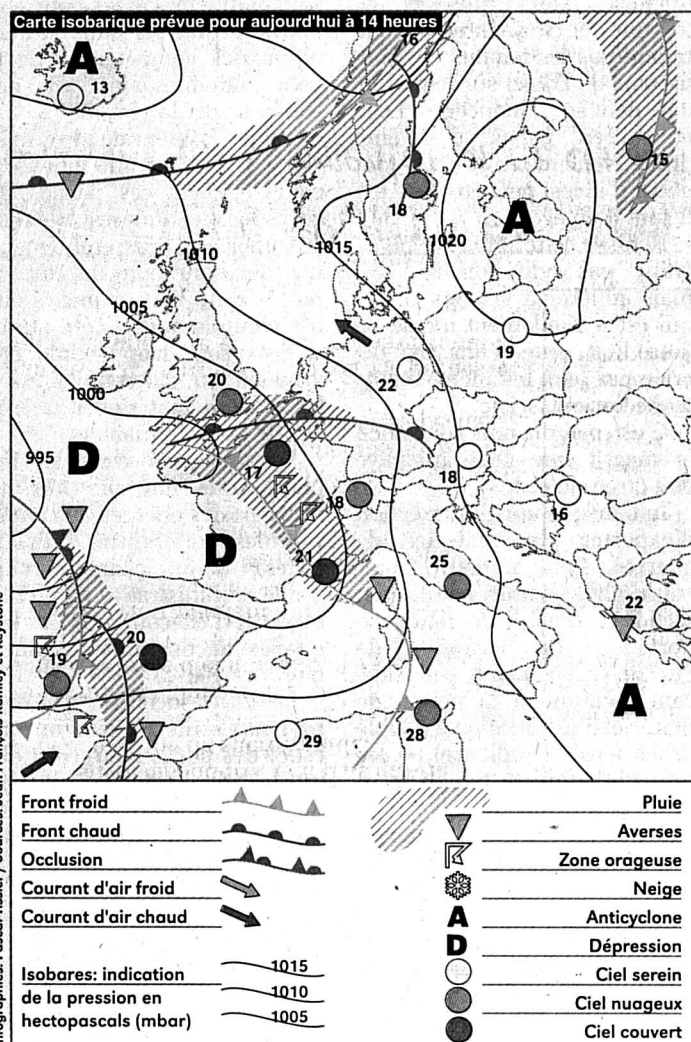 Carte isobarique prévue pour aujourd'hui à 14 heures
A
13
16
15
18
A
1010
1015
1020
1005
19
22
20
1000
995
D
17
18
18
16
D
21
25
22
20
19
A
28
29
Front froid
Front chaud
Occlusion
Courant d'air froid
Courant d'air chaud
Isobares: indication
de la pression en
hectopascals (mbar)
1015
1010
1005
Pluie
Averses
Zone orageuse
Neige
A Anticyclone
D Dépression
Ciel serein
Ciel nuageux
Ciel couvert